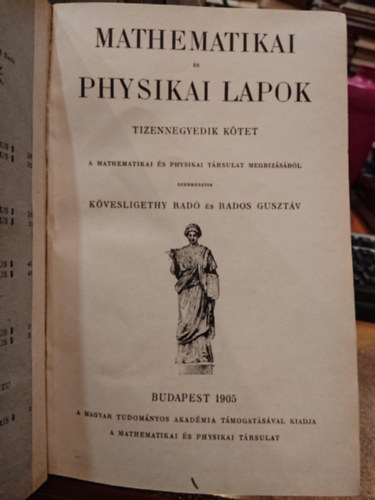 MATHEMATIKAI
ÉS
PHYSIKAI LAPOK
TIZENNEGYEDIK KÖTET
A MATHEMATIKAI ÉS PHYSIKAI TÁRSULAT MEGBIZÁSÁBÓL
SZERKESZTIK
KÖVESLIGETHY RADÓ ÉS RADOS GUSZTÁV
BUDAPEST 1905
A MAGYAR TUDOMÁNYOS AKADÉMIA TÁMOGATÁSÁVAL KIADJA
A MATHEMATIKAI ÉS PHYSIKAI TÁRSULAT